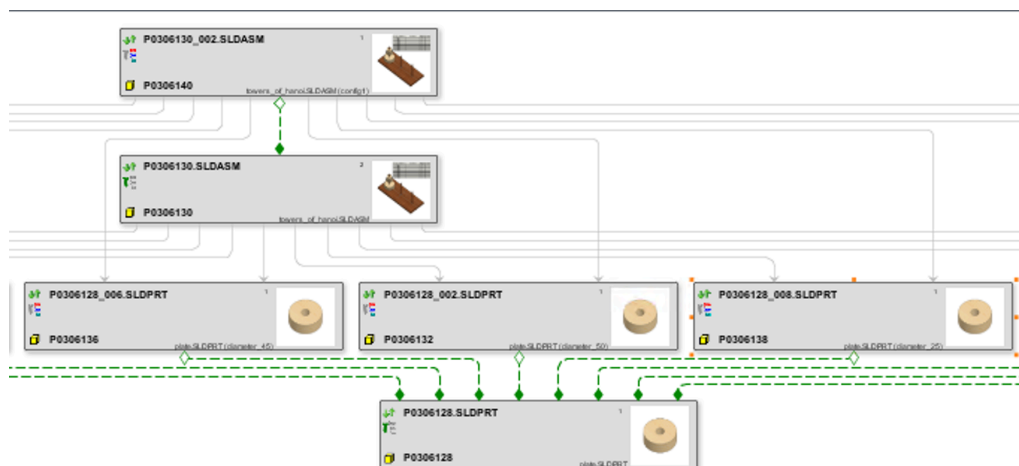 P0306130_002.SLDASM
1
P0306140
towers_of_hanoi.SLDASM (config1)
P0306130.SLDASM
2
P0306130
towers_of_hanoi.SLDASM
P0306128_006.SLDPRT
1
P0306136
plate.SLDPRT (diameter_45)
P0306128_002.SLDPRT
1
P0306132
plate.SLDPRT (diameter_50)
P0306128_008.SLDPRT
1
P0306138
plate.SLDPRT (diameter_25)
P0306128.SLDPRT
1
P0306128
plate.SLDPRT